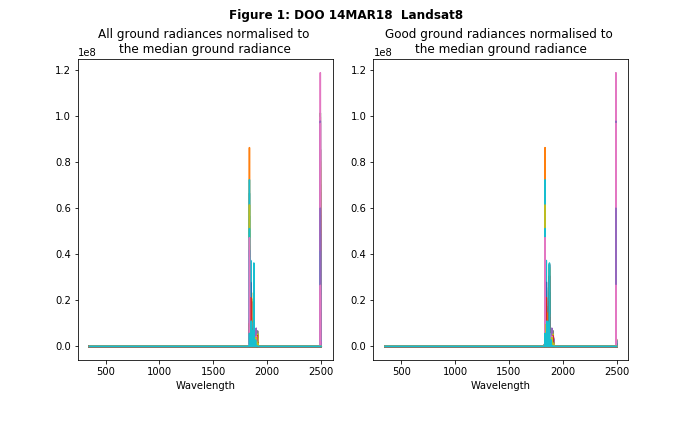 Figure 1: DOO 14MAR18 Landsat8
All ground radiances normalised to
the median ground radiance
1e8
1.2
1.0
0.8
0.6
0.4
0.2
0.0
500 1000 1500 2000 2500
Wavelength
Good ground radiances normalised to
the median ground radiance
1e8
1.2
1.0
0.8
0.6
0.4
0.2
0.0
500 1000 1500 2000 2500
Wavelength